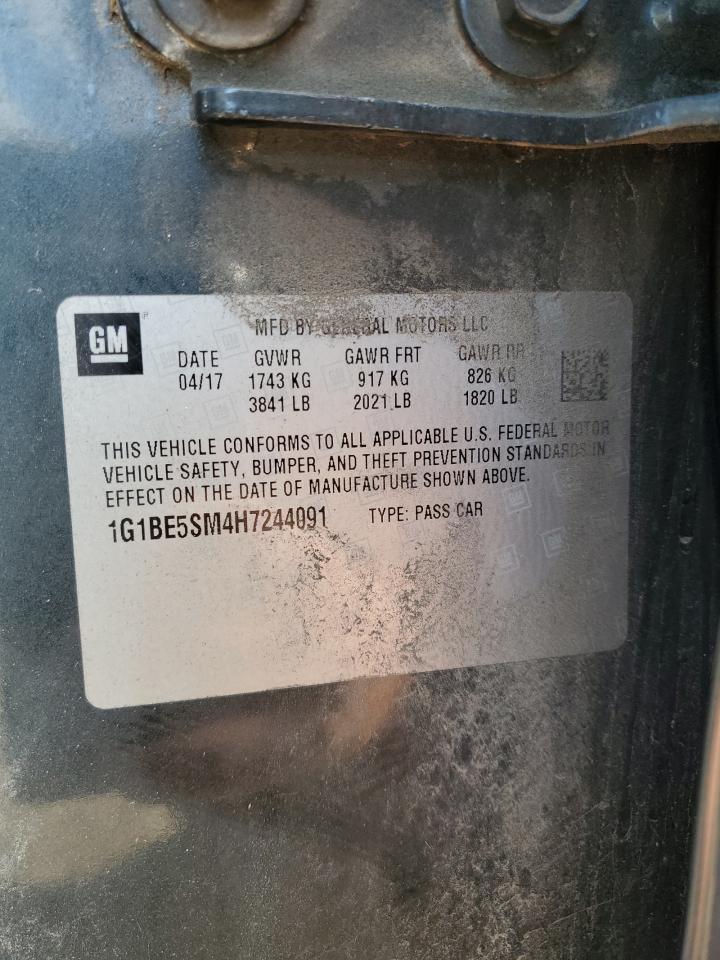 GM
MFD BY GENERAL MOTORS LLC
DATE GVWR GAWR FRT GAWR RR
04/17 1743 KG 917 KG 826 KG
3841 LB 2021 LB 1820 LB
THIS VEHICLE CONFORMS TO ALL APPLICABLE U.S. FEDERAL MOTOR
VEHICLE SAFETY, BUMPER, AND THEFT PREVENTION STANDARDS IN
EFFECT ON THE DATE OF MANUFACTURE SHOWN ABOVE.
1G1BE5SM4H7244091 TYPE: PASS CAR